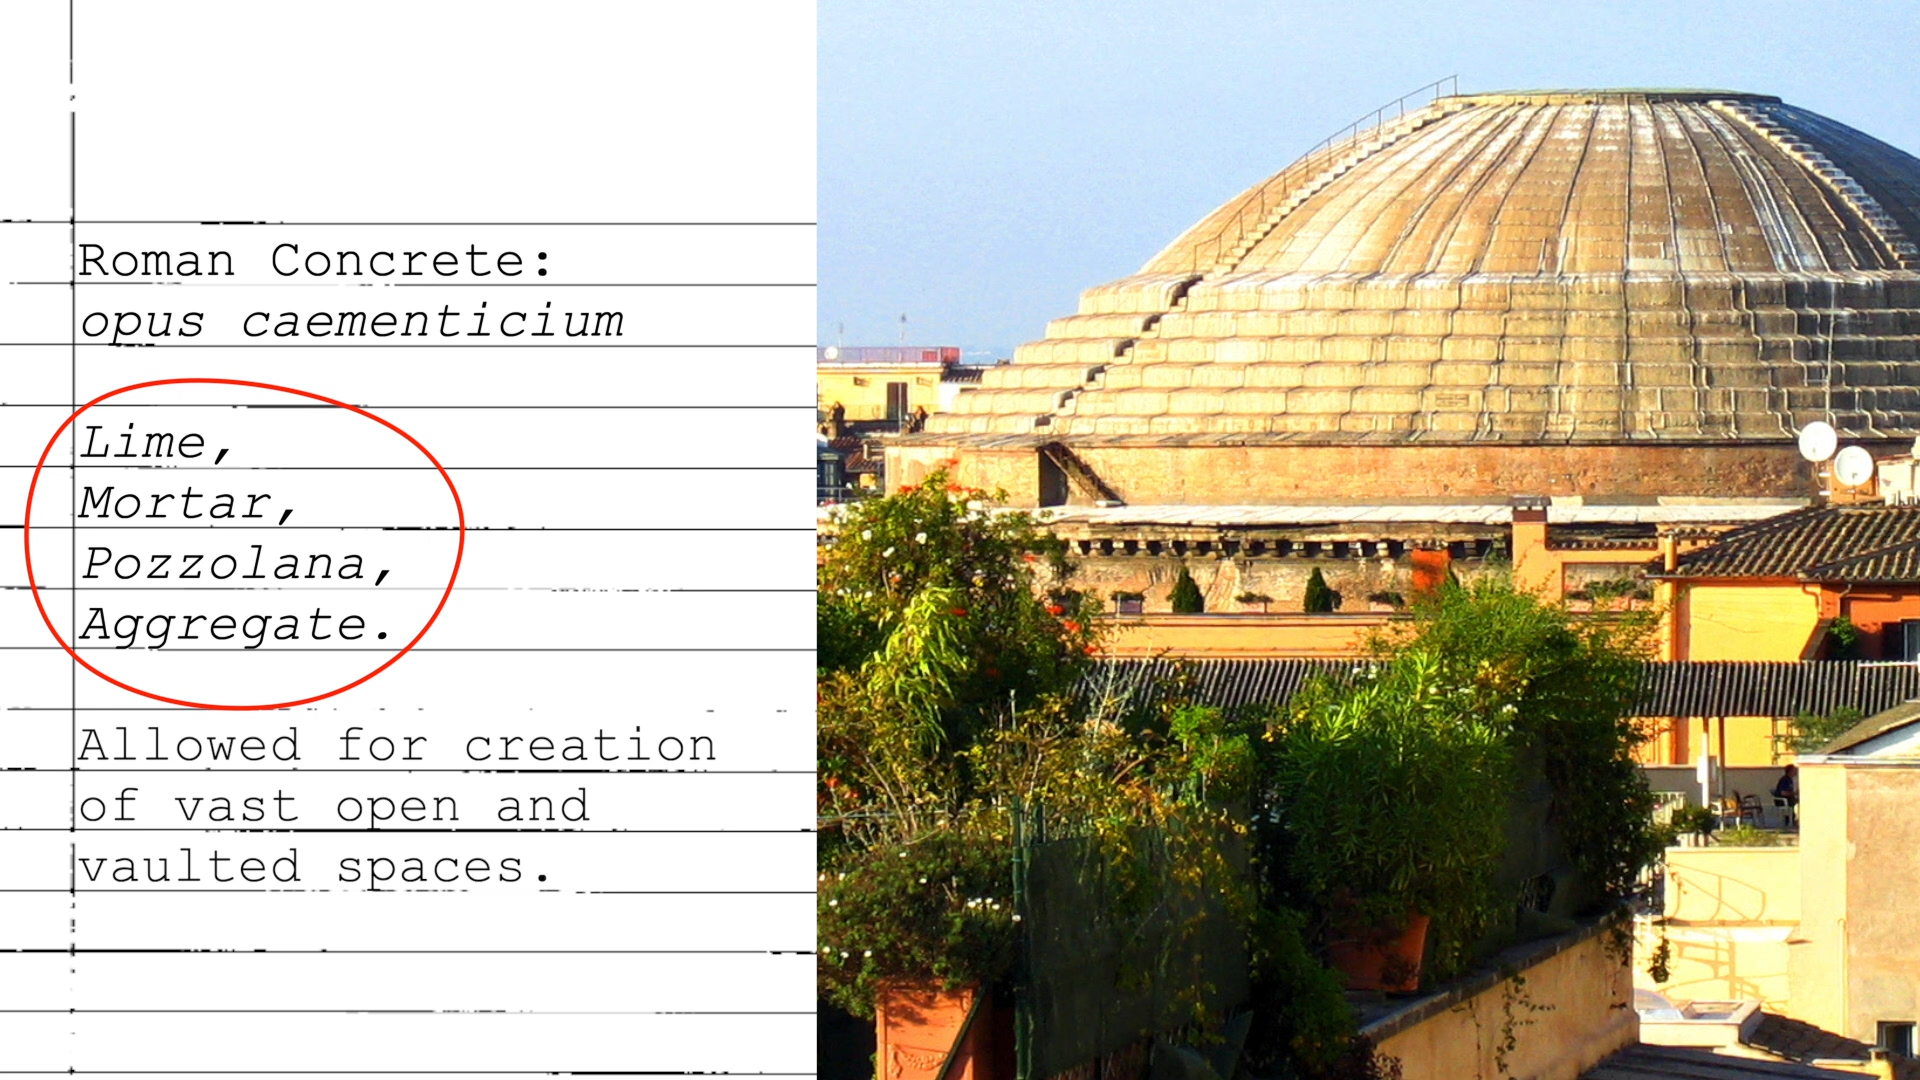 Roman Concrete:
opus caementicium
Lime,
Mortar,
Pozzolana,
Aggregate.
Allowed for creation
of vast open and
vaulted spaces.